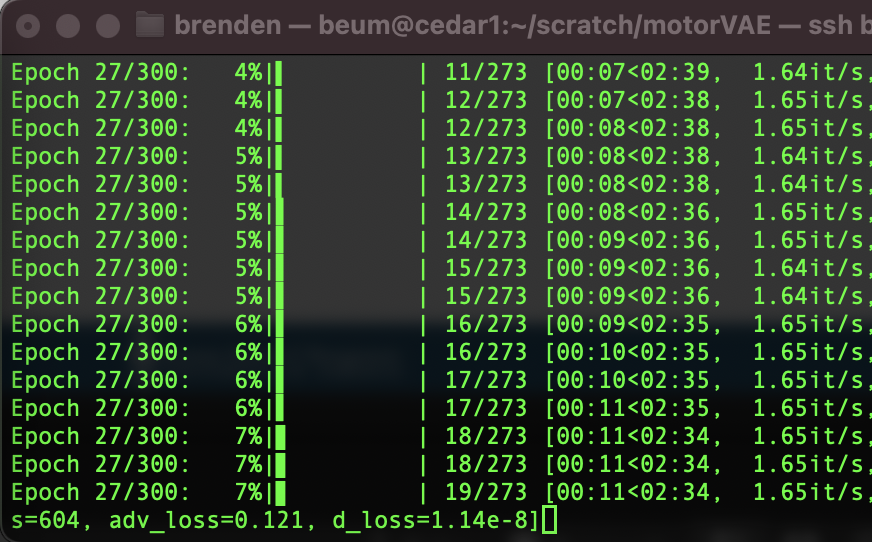 brenden — beum@cedar1:~/scratch/motorVAE — ssh b
Epoch 27/300:   4%|▌         | 11/273 [00:07<02:39,  1.64it/s,
Epoch 27/300:   4%|▌         | 12/273 [00:07<02:38,  1.65it/s,
Epoch 27/300:   4%|▌         | 12/273 [00:08<02:38,  1.65it/s,
Epoch 27/300:   5%|▌         | 13/273 [00:08<02:38,  1.64it/s,
Epoch 27/300:   5%|▌         | 13/273 [00:08<02:38,  1.64it/s,
Epoch 27/300:   5%|▌         | 14/273 [00:08<02:36,  1.65it/s,
Epoch 27/300:   5%|▌         | 14/273 [00:09<02:36,  1.65it/s,
Epoch 27/300:   5%|▌         | 15/273 [00:09<02:36,  1.64it/s,
Epoch 27/300:   5%|▌         | 15/273 [00:09<02:36,  1.64it/s,
Epoch 27/300:   6%|▌         | 16/273 [00:09<02:35,  1.65it/s,
Epoch 27/300:   6%|▌         | 16/273 [00:10<02:35,  1.65it/s,
Epoch 27/300:   6%|▌         | 17/273 [00:10<02:35,  1.65it/s,
Epoch 27/300:   6%|▌         | 17/273 [00:11<02:35,  1.65it/s,
Epoch 27/300:   7%|▋         | 18/273 [00:11<02:34,  1.65it/s,
Epoch 27/300:   7%|▋         | 18/273 [00:11<02:34,  1.65it/s,
Epoch 27/300:   7%|▋         | 19/273 [00:11<02:34,  1.65it/s,
s=604, adv_loss=0.121, d_loss=1.14e-8]